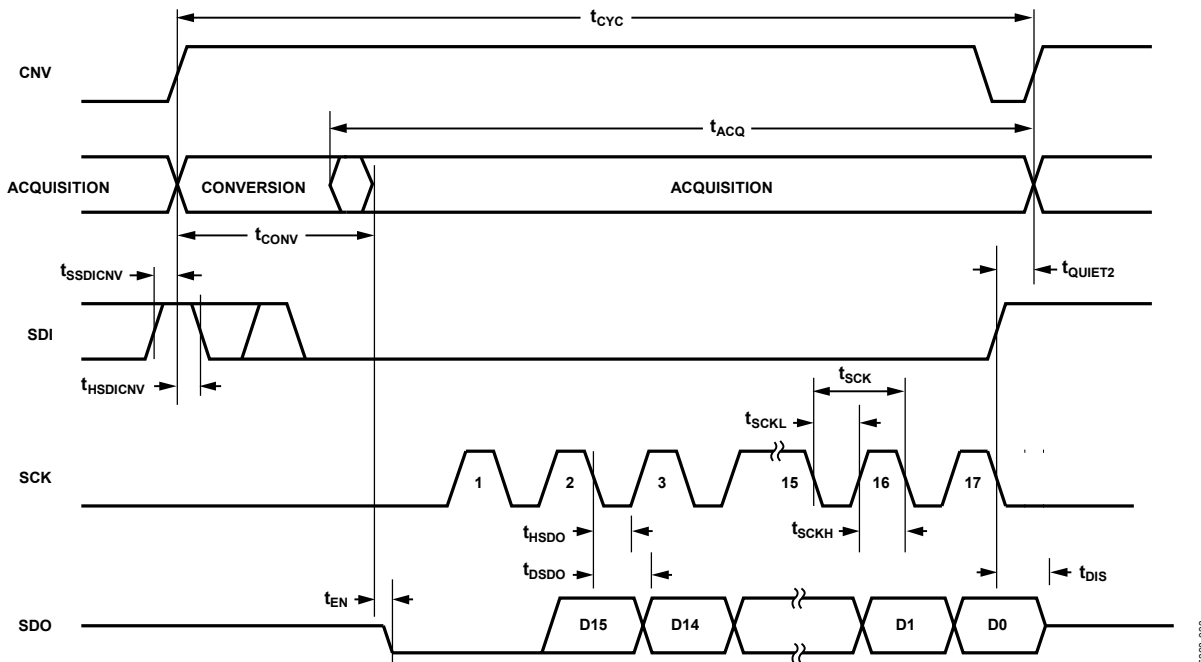 tCYC
CNV
tACQ
ACQUISITION
CONVERSION
ACQUISITION
tCONV
tSSDICNV
tQUIET2
SDI
tHSDICNV
tSCK
tSCKL
SCK
1
2
3
15
16
17
tHSDO
tSCKH
tDSDO
tDIS
tEN
SDO
D15
D14
D1
D0